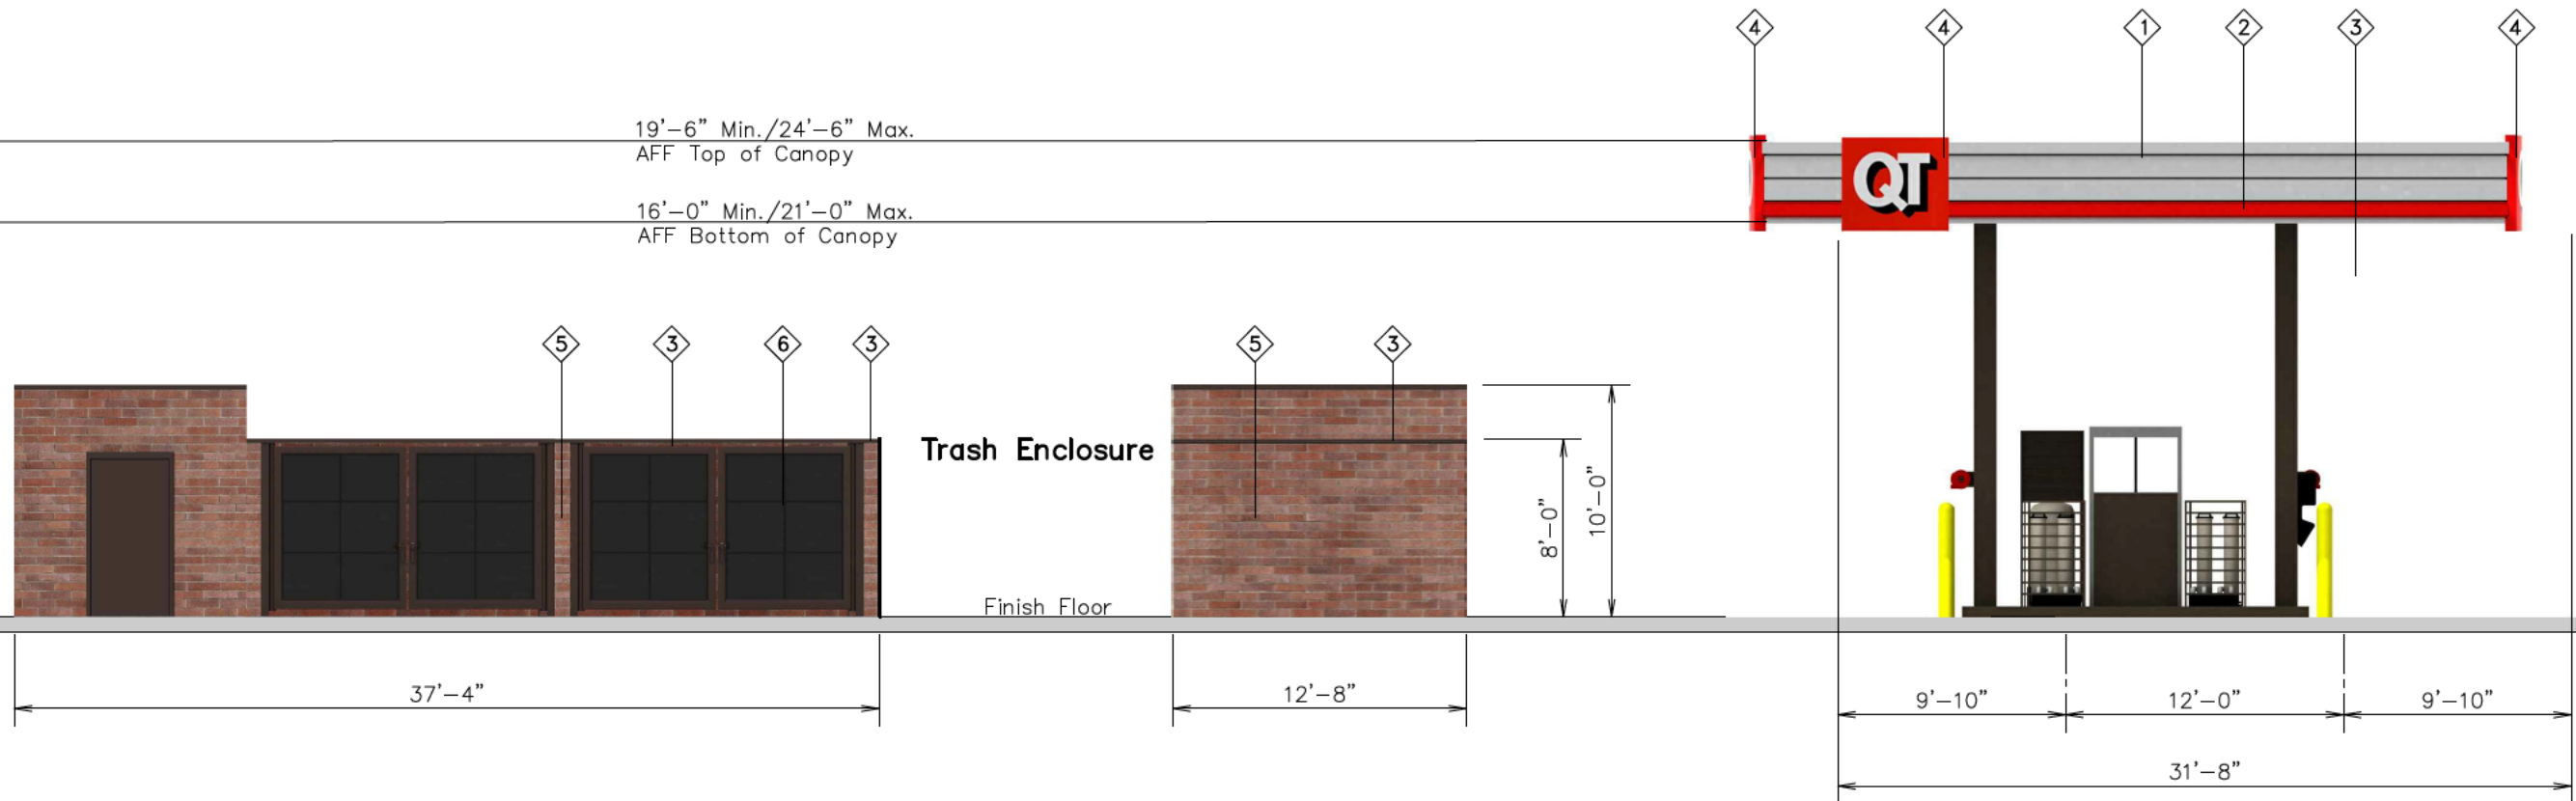 4 4 1 2 3 4
19'-6" Min./24'-6" Max.
AFF Top of Canopy
QT
16'-0" Min./21'-0" Max.
AFF Bottom of Canopy
5 3 6 3 5 3
Trash Enclosure
8'-0"
10'-0"
Finish Floor
37'-4"
12'-8"
9'-10" 12'-0" 9'-10"
31'-8"